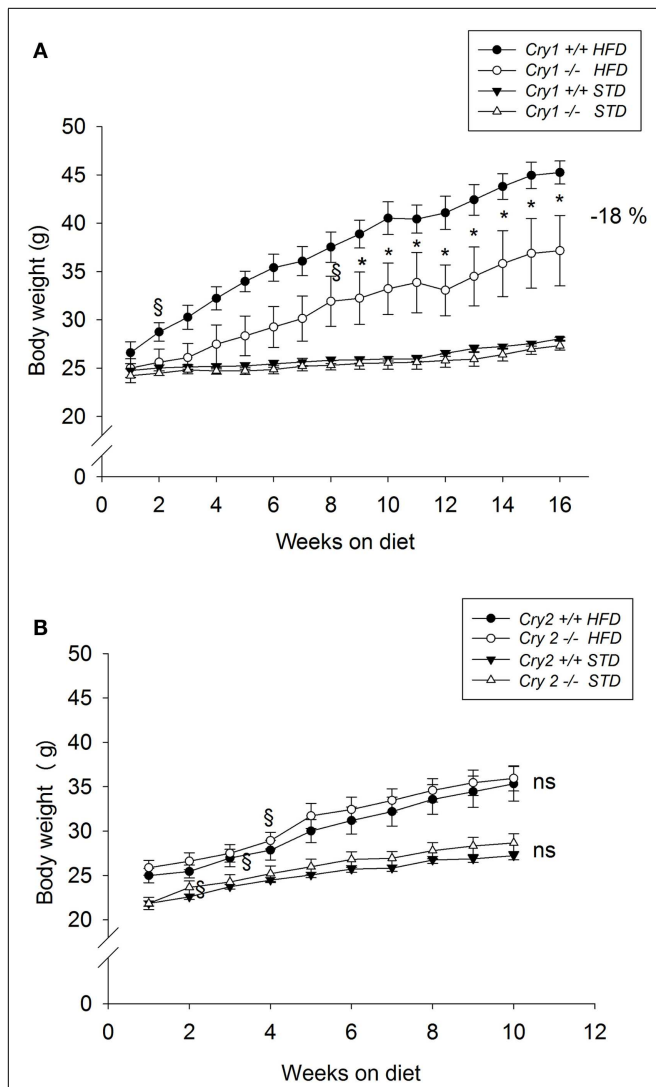 A
Cry1 +/+ HFD
Cry1 -/- HFD
Cry1 +/+ STD
Cry1 -/- STD
Body weight (g)
50
45
40
35
30
25
20
0
§
§
* * * * * * * *
-18 %
0 2 4 6 8 10 12 14 16
Weeks on diet
B
Cry2 +/+ HFD
Cry 2 -/- HFD
Cry2 +/+ STD
Cry 2 -/- STD
Body weight ( g)
50
45
40
35
30
25
20
0
§
§
§
ns
ns
0 2 4 6 8 10 12
Weeks on diet